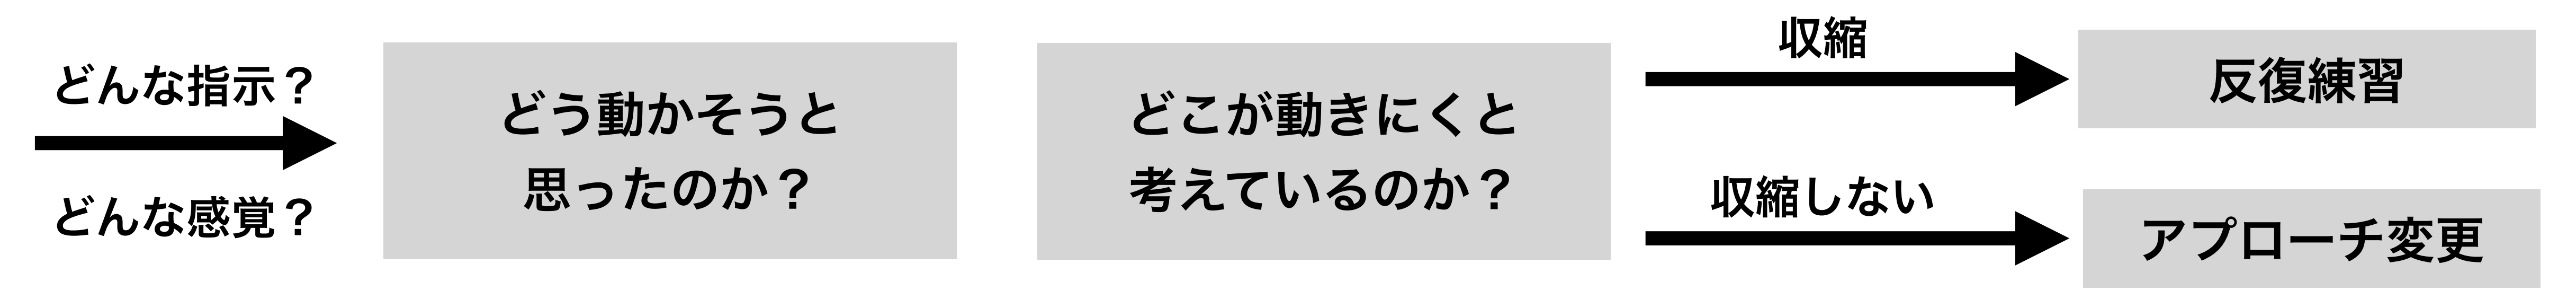 どんな指示？
どんな感覚？
どう動かそうと
思ったのか？
どこが動きにくと
考えているのか？
収縮
反復練習
収縮しない
アプローチ変更